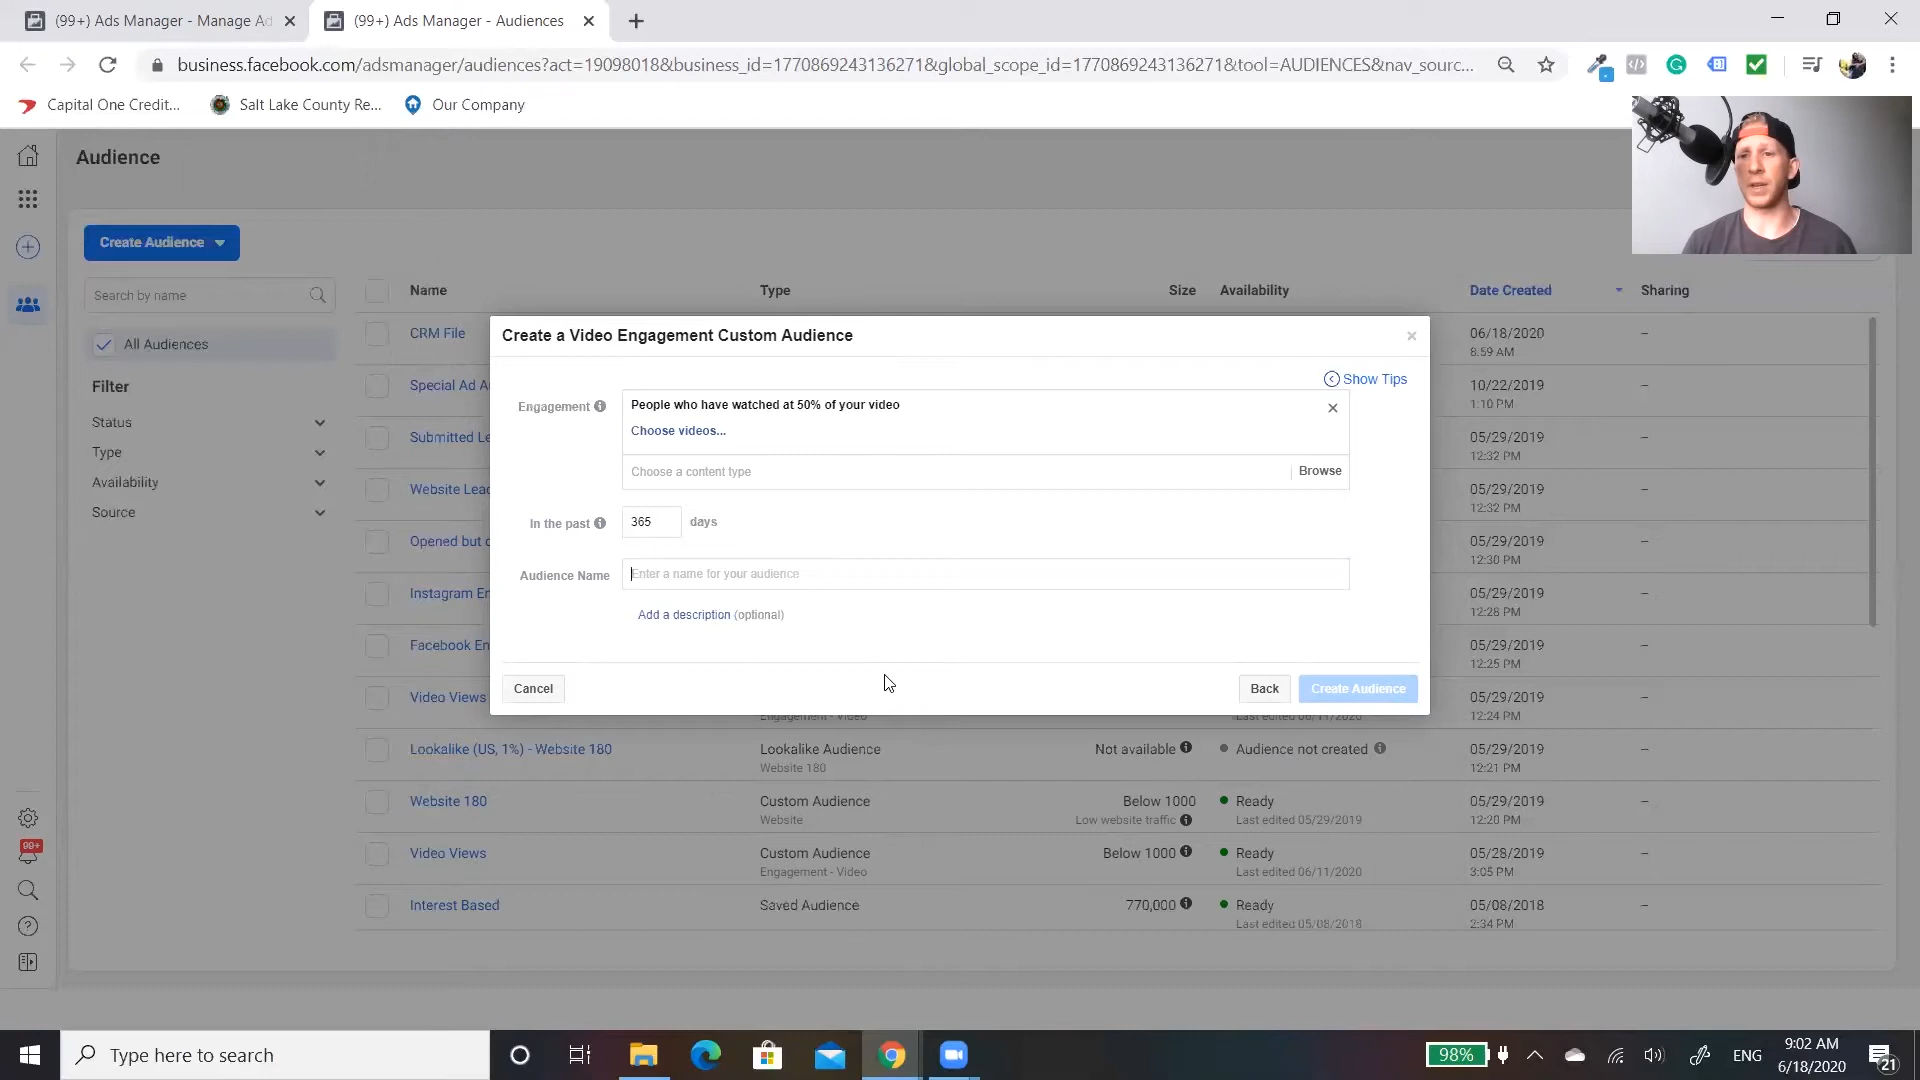 (99+) Ads Manager - Manage Ad
(99+) Ads Manager - Audiences
business.facebook.com/adsmanager/audiences?act=19098018&business_id=1770869243136271&global_scope_id=1770869243136271&tool=AUDIENCES&nav_sourc...
Capital One Credit...
Salt Lake County Re...
Our Company
Audience
Create Audience
Search by name
All Audiences
Filter
Status
Type
Availability
Source
Name Type Size Availability Date Created Sharing
CRM File 06/18/2020 –
8:59 AM
Special Ad A 10/22/2019 –
1:10 PM
Submitted Le 05/29/2019 –
12:32 PM
Website Lead 05/29/2019 –
12:32 PM
Opened but 05/29/2019 –
12:30 PM
Instagram En 05/29/2019 –
12:28 PM
Facebook En 05/29/2019 –
12:25 PM
Video Views 05/29/2019 –
Engagement - Video Last edited 06/11/2020 12:24 PM
Lookalike (US, 1%) - Website 180 Lookalike Audience Not available Audience not created 05/29/2019 –
Website 180 12:21 PM
Website 180 Custom Audience Below 1000 Ready 05/29/2019 –
Website Low website traffic Last edited 05/29/2019 12:20 PM
Video Views Custom Audience Below 1000 Ready 05/28/2019 –
Engagement - Video Last edited 06/11/2020 3:05 PM
Interest Based Saved Audience 770,000 Ready 05/08/2018 –
Last edited 05/08/2018 2:34 PM
Create a Video Engagement Custom Audience
Show Tips
Engagement
People who have watched at 50% of your video
Choose videos...
Choose a content type
Browse
In the past 365 days
Audience Name Enter a name for your audience
Add a description (optional)
Cancel
Back
Create Audience
99+
Type here to search
98%
ENG
9:02 AM
6/18/2020
21